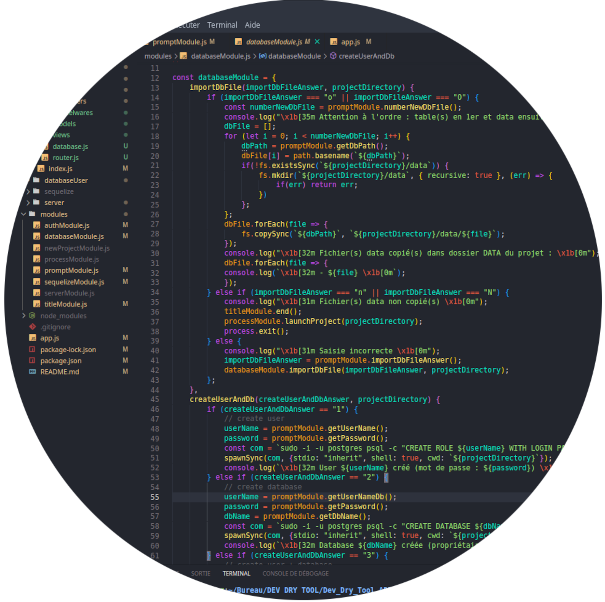 Terminal Aide
promptModule.js M databaseModule.js M × app.js M
modules > databaseModule.js > databaseModule > createUserAndDb
elwares
views
database.js U
router.js U
index.js M
databaseUser
sequelize
server
modules
authModule.js M
databaseModule.js M
newProjectModule.js
processModule.js
promptModule.js M
sequelizeModule.js M
serverModule.js
titleModule.js M
node_modules
.gitignore
app.js M
package-lock.json M
package.json M
README.md M
11
12 const databaseModule = {
13 importDbFile(importDbFileAnswer, projectDirectory) {
14 if (importDbFileAnswer === "o" || importDbFileAnswer === "O") {
15 const numberNewDbFile = promptModule.numberNewDbFile();
16 console.log("\x1b[35m Attention à l'ordre : table(s) en 1er et data ensui
17 dbFile = [];
18 for (let i = 0; i < numberNewDbFile; i++) {
19 dbPath = promptModule.getDbPath();
20 dbFile[i] = path.basename(`${dbPath}`);
21 if(!fs.existsSync(`${projectDirectory}/data`)) {
22 fs.mkdir(`${projectDirectory}/data`, { recursive: true }, (err) => {
23 if(err) return err;
24 })
25 };
26 };
27 dbFile.forEach(file => {
28 fs.copySync(`${dbPath}`, `${projectDirectory}/data/${file}`);
29 });
30 console.log("\x1b[32m Fichier(s) data copié(s) dans dossier DATA du projet : \x1b[0m");
31 dbFile.forEach(file => {
32 console.log(`\x1b[32m - ${file} \x1b[0m`);
33 });
34 } else if (importDbFileAnswer === "n" || importDbFileAnswer === "N") {
35 console.log("\x1b[31m Fichier(s) data non copié(s) \x1b[0m");
36 titleModule.end();
37 processModule.launchProject(projectDirectory);
38 process.exit();
39 } else {
40 console.log("\x1b[31m Saisie incorrecte \x1b[0m");
41 importDbFileAnswer = promptModule.importDbFileAnswer();
42 databaseModule.importDbFile(importDbFileAnswer, projectDirectory);
43 };
44 },
45 createUserAndDb(createUserAndDbAnswer, projectDirectory) {
46 if (createUserAndDbAnswer == "1") {
47 // create user
48 userName = promptModule.getUserName();
49 password = promptModule.getPassword();
50 const com = `sudo -i -u postgres psql -c "CREATE ROLE ${userName} WITH LOGIN P
51 spawnSync(com, {stdio: "inherit", shell: true, cwd: `${projectDirectory}`});
52 console.log(`\x1b[32m User ${userName} créé (mot de passe : ${password}) \x1
53 } else if (createUserAndDbAnswer == "2") {
54 // create database
55 userName = promptModule.getUserNameDb();
56 password = promptModule.getPassword();
57 dbName = promptModule.getDbName();
58 const com = `sudo -i -u postgres psql -c "CREATE DATABASE ${dbNa
59 spawnSync(com, {stdio: "inherit", shell: true, cwd: `${projec
60 console.log(`\x1b[32m Database ${dbName} créée (propriétai
61 } else if (createUserAndDbAnswer == "3") {
SORTIE TERMINAL CONSOLE DE DÉBOGAGE
/Bureau/DEV DRY TOOL/Dev_Dry_Tool